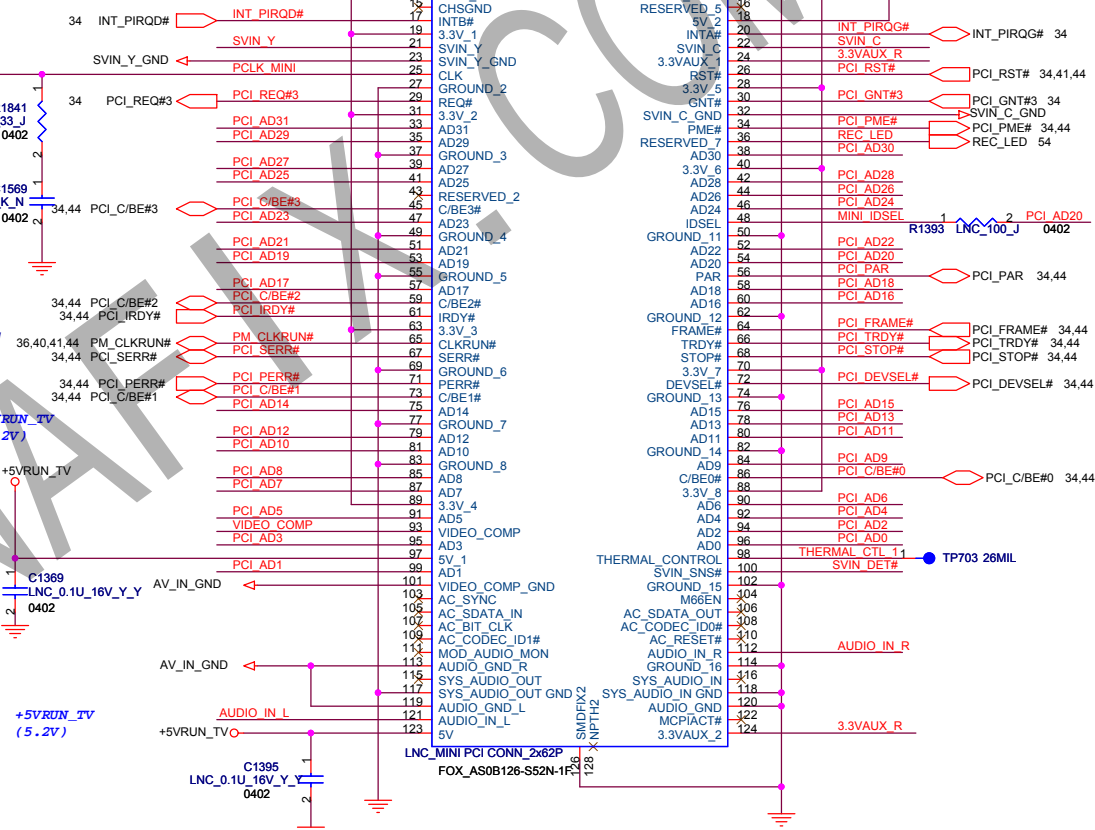 15 CHSGND RESERVED_5 16
34 INT_PIRQD# INT_PIRQD# 17 INTB# 5V_2 18
19 3.3V_1 INTA# 20 INT_PIRQG# INT_PIRQG# 34
SVIN_Y 21 SVIN_Y SVIN_C 22 SVIN_C
SVIN_Y_GND 23 SVIN_Y_GND 3.3VAUX_1 24 3.3VAUX_R
PCLK_MINI 25 CLK RST# 26 PCI_RST# PCI_RST# 34,41,44
27 GROUND_2 3.3V_5 28
34 PCI_REQ#3 PCI_REQ#3 29 REQ# GNT# 30 PCI_GNT#3 PCI_GNT#3 34
31 3.3V_2 SVIN_C_GND 32 SVIN_C_GND
PCI_AD31 33 AD31 PME# 34 PCI_PME# PCI_PME# 34,44
PCI_AD29 35 AD29 RESERVED_7 36 REC_LED REC_LED 54
37 GROUND_3 AD30 38 PCI_AD30
PCI_AD27 39 AD27 3.3V_6 40
PCI_AD25 41 AD25 AD28 42 PCI_AD28
43 RESERVED_2 AD26 44 PCI_AD26
34,44 PCI_C/BE#3 PCI_C/BE#3 45 C/BE3# AD24 46 PCI_AD24
PCI_AD23 47 AD23 IDSEL 48 MINI_IDSEL 1 2 PCI_AD20
R1393 LNC_100_J 0402
49 GROUND_4 GROUND_11 50
PCI_AD21 51 AD21 AD22 52 PCI_AD22
PCI_AD19 53 AD19 AD20 54 PCI_AD20
55 GROUND_5 PAR 56 PCI_PAR PCI_PAR 34,44
PCI_AD17 57 AD17 AD18 58 PCI_AD18
34,44 PCI_C/BE#2 PCI_C/BE#2 59 C/BE2# AD16 60 PCI_AD16
34,44 PCI_IRDY# PCI_IRDY# 61 IRDY# GROUND_12 62
63 3.3V_3 FRAME# 64 PCI_FRAME# PCI_FRAME# 34,44
36,40,41,44 PM_CLKRUN# PM_CLKRUN# 65 CLKRUN# TRDY# 66 PCI_TRDY# PCI_TRDY# 34,44
34,44 PCI_SERR# PCI_SERR# 67 SERR# STOP# 68 PCI_STOP# PCI_STOP# 34,44
69 GROUND_6 3.3V_7 70
34,44 PCI_PERR# PCI_PERR# 71 PERR# DEVSEL# 72 PCI_DEVSEL# PCI_DEVSEL# 34,44
34,44 PCI_C/BE#1 PCI_C/BE#1 73 C/BE1# GROUND_13 74
PCI_AD14 75 AD14 AD15 76 PCI_AD15
77 GROUND_7 AD13 78 PCI_AD13
PCI_AD12 79 AD12 AD11 80 PCI_AD11
PCI_AD10 81 AD10 GROUND_14 82
83 GROUND_8 AD9 84 PCI_AD9
PCI_AD8 85 AD8 C/BE0# 86 PCI_C/BE#0 PCI_C/BE#0 34,44
PCI_AD7 87 AD7 3.3V_8 88
89 3.3V_4 AD6 90 PCI_AD6
PCI_AD5 91 AD5 AD4 92 PCI_AD4
VIDEO_COMP 93 VIDEO_COMP AD2 94 PCI_AD2
PCI_AD3 95 AD3 AD0 96 PCI_AD0
97 5V_1 THERMAL_CONTROL 98 THERMAL_CTL_1 1 TP703 26MIL
PCI_AD1 99 AD1 SVIN_SNS# 100 SVIN_DET#
AV_IN_GND 101 VIDEO_COMP_GND GROUND_15 102
103 AC_SYNC M66EN 104
105 AC_SDATA_IN AC_SDATA_OUT 106
107 AC_BIT_CLK AC_CODEC_ID0# 108
109 AC_CODEC_ID1# AC_RESET# 110
111 MOD_AUDIO_MON AUDIO_IN_R 112 AUDIO_IN_R
AV_IN_GND 113 AUDIO_GND_R GROUND_16 114
115 SYS_AUDIO_OUT SYS_AUDIO_IN 116
117 SYS_AUDIO_OUT GND SYS_AUDIO_IN GND 118
119 AUDIO_GND_L AUDIO_GND 120
AUDIO_IN_L 121 AUDIO_IN_L MCPIACT# 122
+5VRUN_TV 123 5V 3.3VAUX_2 124 3.3VAUX_R
SMDFIX2 NPTH2
126 128
LNC_MINI PCI CONN_2x62P
FOX_AS0B126-S52N-1F
1841
33_J
0402
1
2
1569
K_N
0402
1
2
RUN_TV
2V)
+5VRUN_TV
C1369
LNC_0.1U_16V_Y_Y
0402
1
2
+5VRUN_TV
(5.2V)
C1395
LNC_0.1U_16V_Y_Y
0402
1
2
AFIX.CO